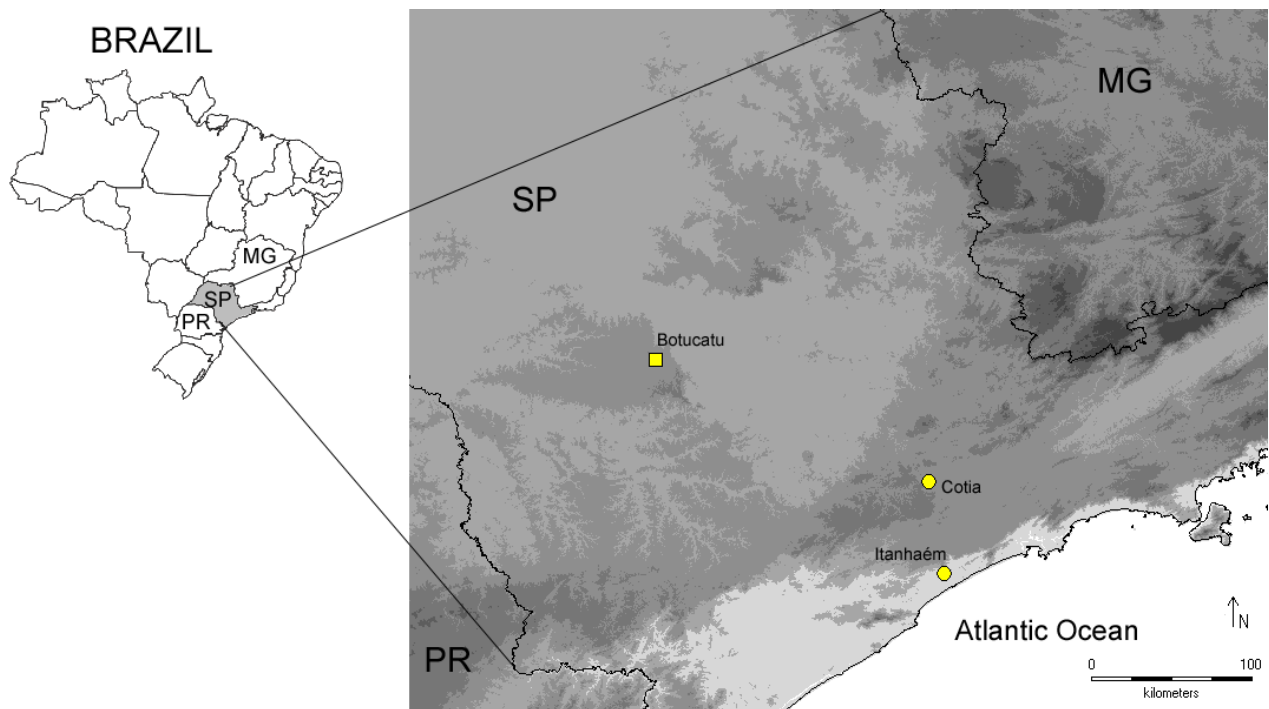 BRAZIL
MG
SP
PR
SP
MG
Botucatu
Cotia
Itanhaém
Atlantic Ocean
N
PR
0 100
kilometers